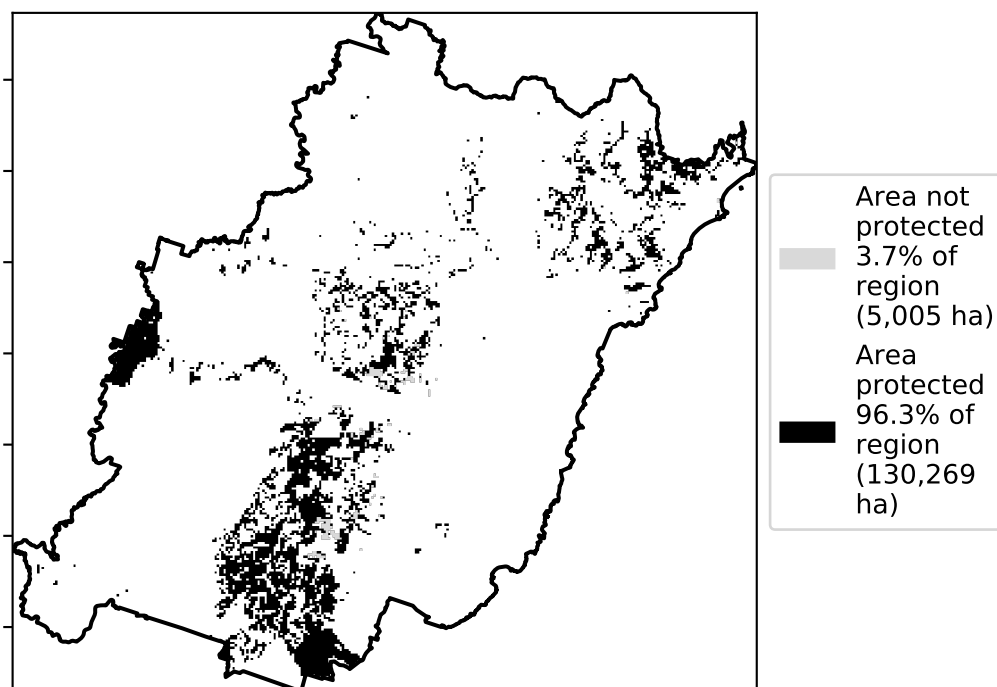 Area not
protected
3.7% of
region
(5,005 ha)
Area
protected
96.3% of
region
(130,269
ha)